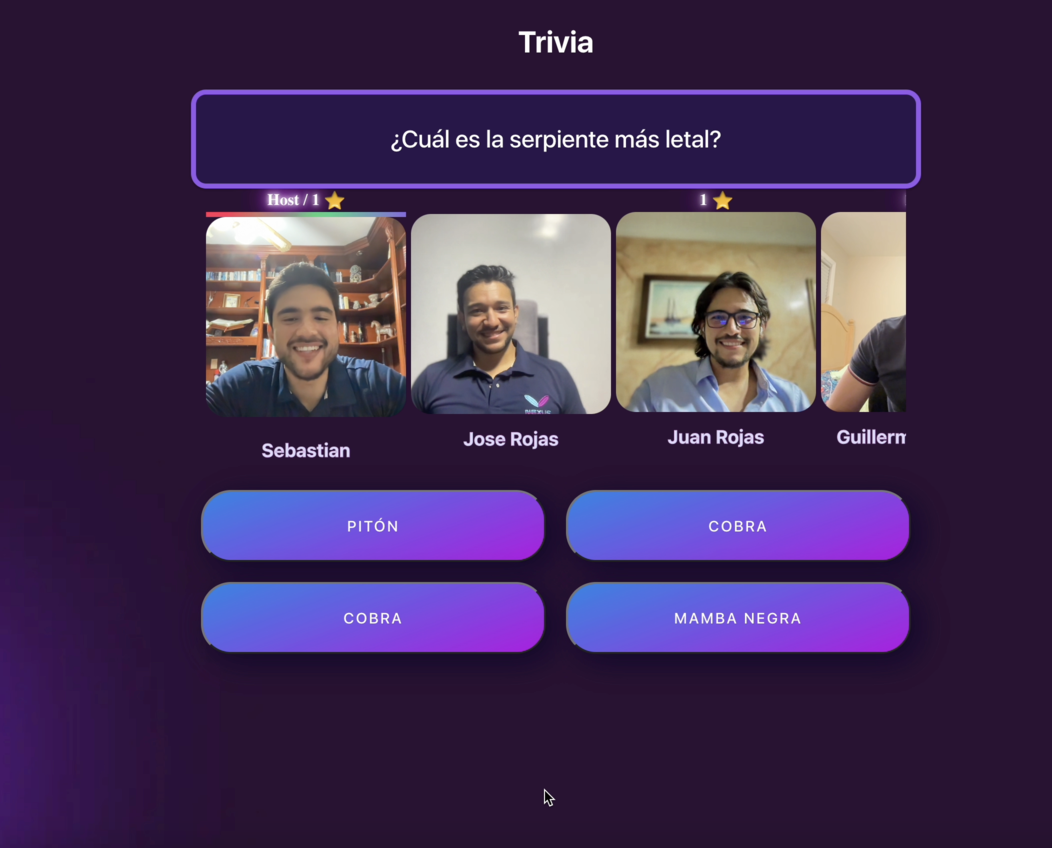 Trivia
¿Cuál es la serpiente más letal?
Host / 1 ⭐
1 ⭐
Sebastian
Jose Rojas
Juan Rojas
Guillerm
PITÓN
COBRA
COBRA
MAMBA NEGRA